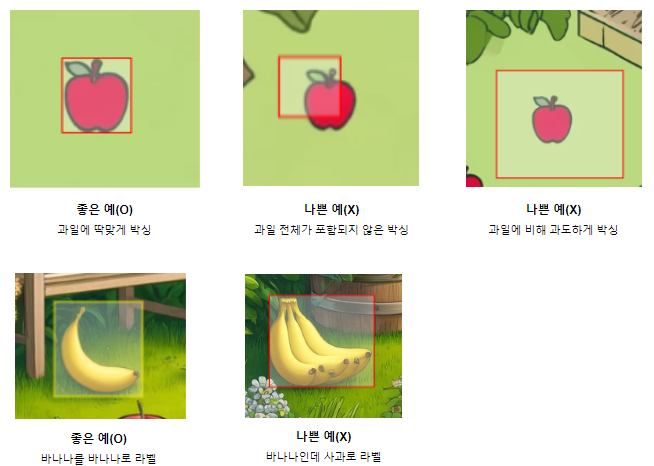 좋은 예(O)
과일에 딱맞게 박싱
나쁜 예(X)
과일 전체가 포함되지 않은 박싱
나쁜 예(X)
과일에 비해 과도하게 박싱
좋은 예(O)
바나나를 바나나로 라벨
나쁜 예(X)
바나나인데 사과로 라벨